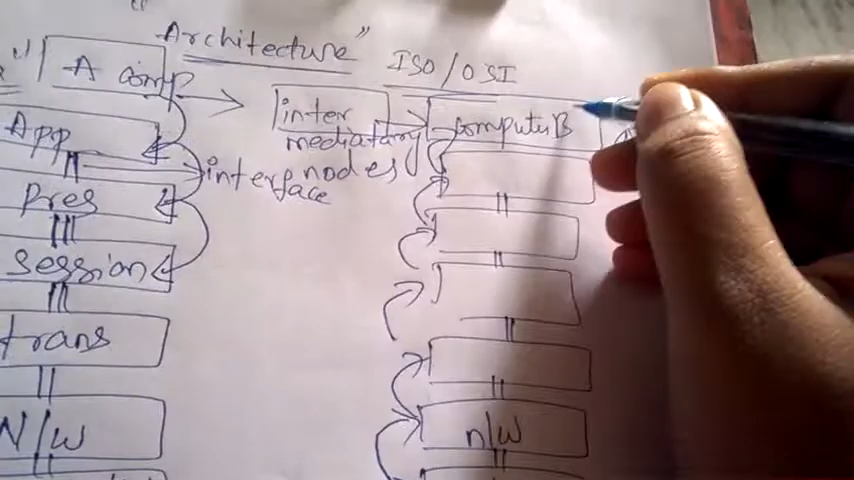 "Architecture"
ISO/OSI
A comp
inter
mediatary
nodes
computer B
App
interface
Pres
session
trans
N/W
n/w